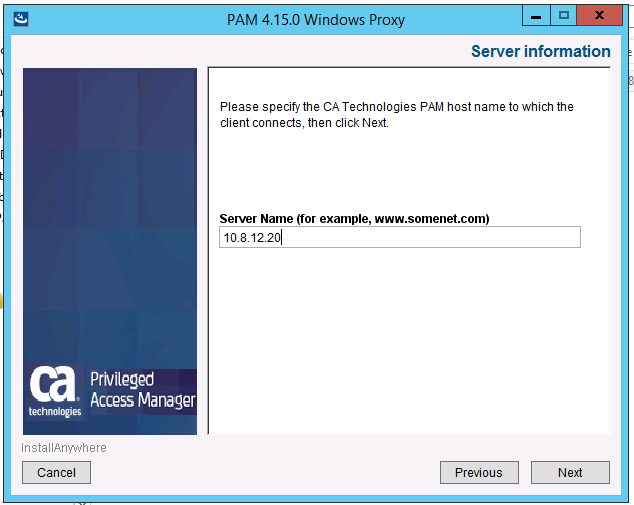 PAM 4.15.0 Windows Proxy
Server information
Please specify the CA Technologies PAM host name to which the
client connects, then click Next.
Server Name (for example, www.somenet.com)
10.8.12.20
ca
technologies
Privileged
Access Manager
InstallAnywhere
Cancel
Previous
Next